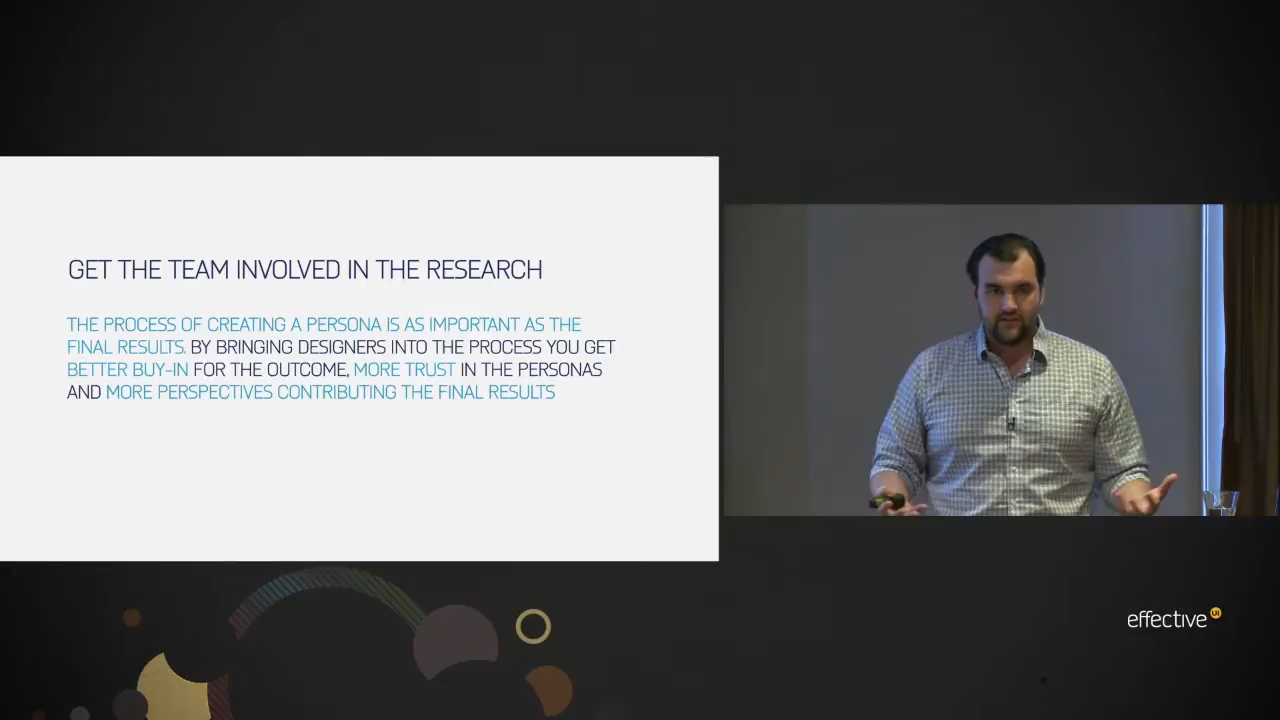 GET THE TEAM INVOLVED IN THE RESEARCH
THE PROCESS OF CREATING A PERSONA IS AS IMPORTANT AS THE
FINAL RESULTS. BY BRINGING DESIGNERS INTO THE PROCESS YOU GET
BETTER BUY-IN FOR THE OUTCOME, MORE TRUST IN THE PERSONAS
AND MORE PERSPECTIVES CONTRIBUTING THE FINAL RESULTS
effective UI